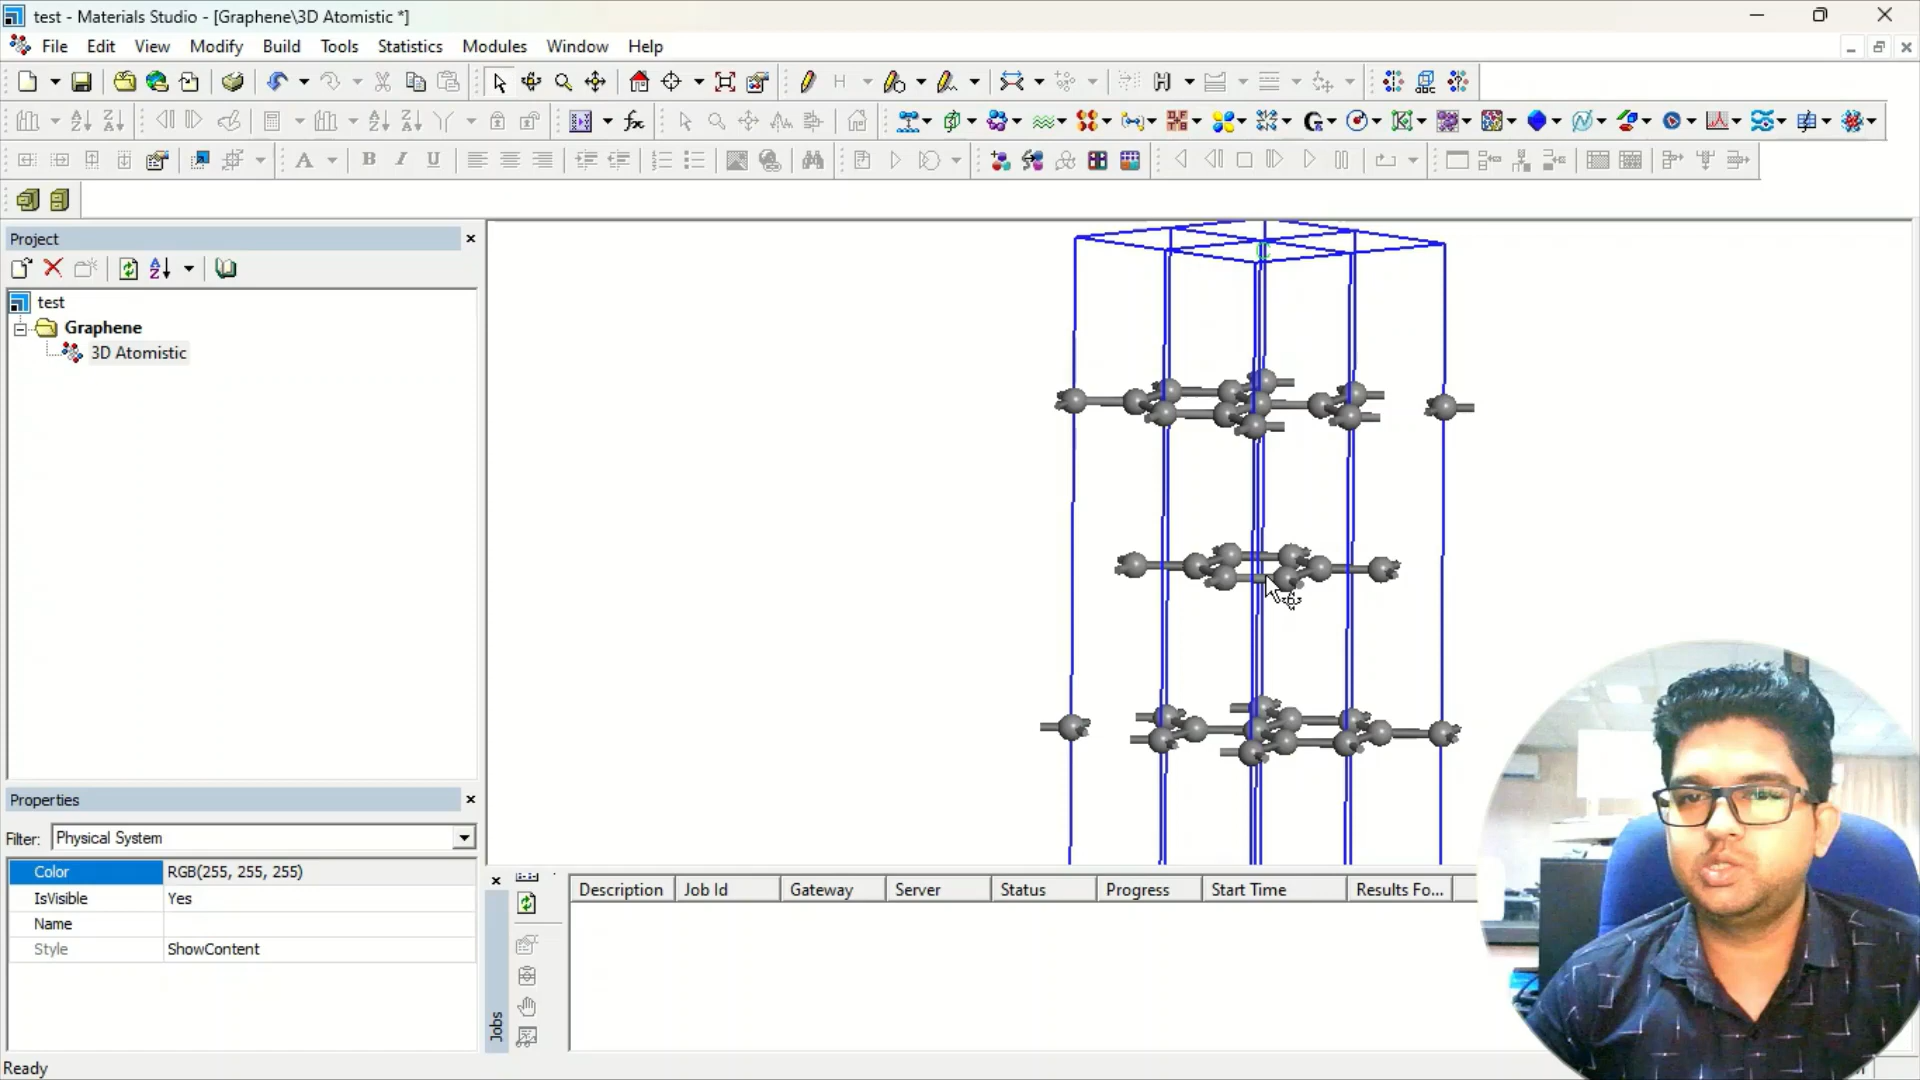 test - Materials Studio - [Graphene\3D Atomistic *]
File Edit View Modify Build Tools Statistics Modules Window Help
Project
test
Graphene
3D Atomistic
Properties
Filter: Physical System
Color RGB(255, 255, 255)
IsVisible Yes
Name
Style ShowContent
Jobs
Description Job Id Gateway Server Status Progress Start Time Results Fo...
Ready